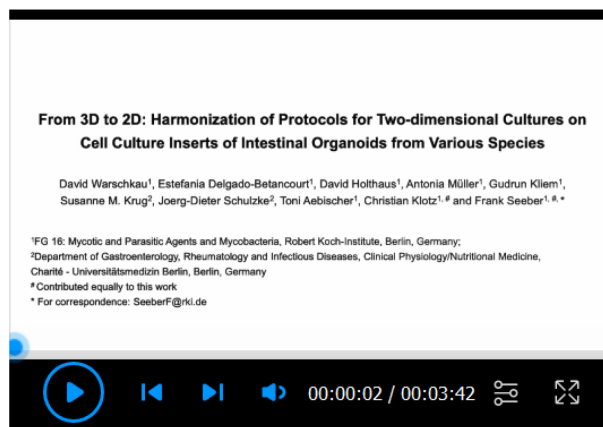 From 3D to 2D: Harmonization of Protocols for Two-dimensional Cultures on
Cell Culture Inserts of Intestinal Organoids from Various Species
David Warschkau¹, Estefania Delgado-Betancourt¹, David Holthaus¹, Antonia Müller¹, Gudrun Kliem¹,
Susanne M. Krug², Joerg-Dieter Schulzke², Toni Aebischer¹, Christian Klotz¹, # and Frank Seeber¹, #, *
¹FG 16: Mycotic and Parasitic Agents and Mycobacteria, Robert Koch-Institute, Berlin, Germany;
²Department of Gastroenterology, Rheumatology and Infectious Diseases, Clinical Physiology/Nutritional Medicine,
Charité - Universitätsmedizin Berlin, Berlin, Germany
# Contributed equally to this work
* For correspondence: SeeberF@rki.de
00:00:02 / 00:03:42